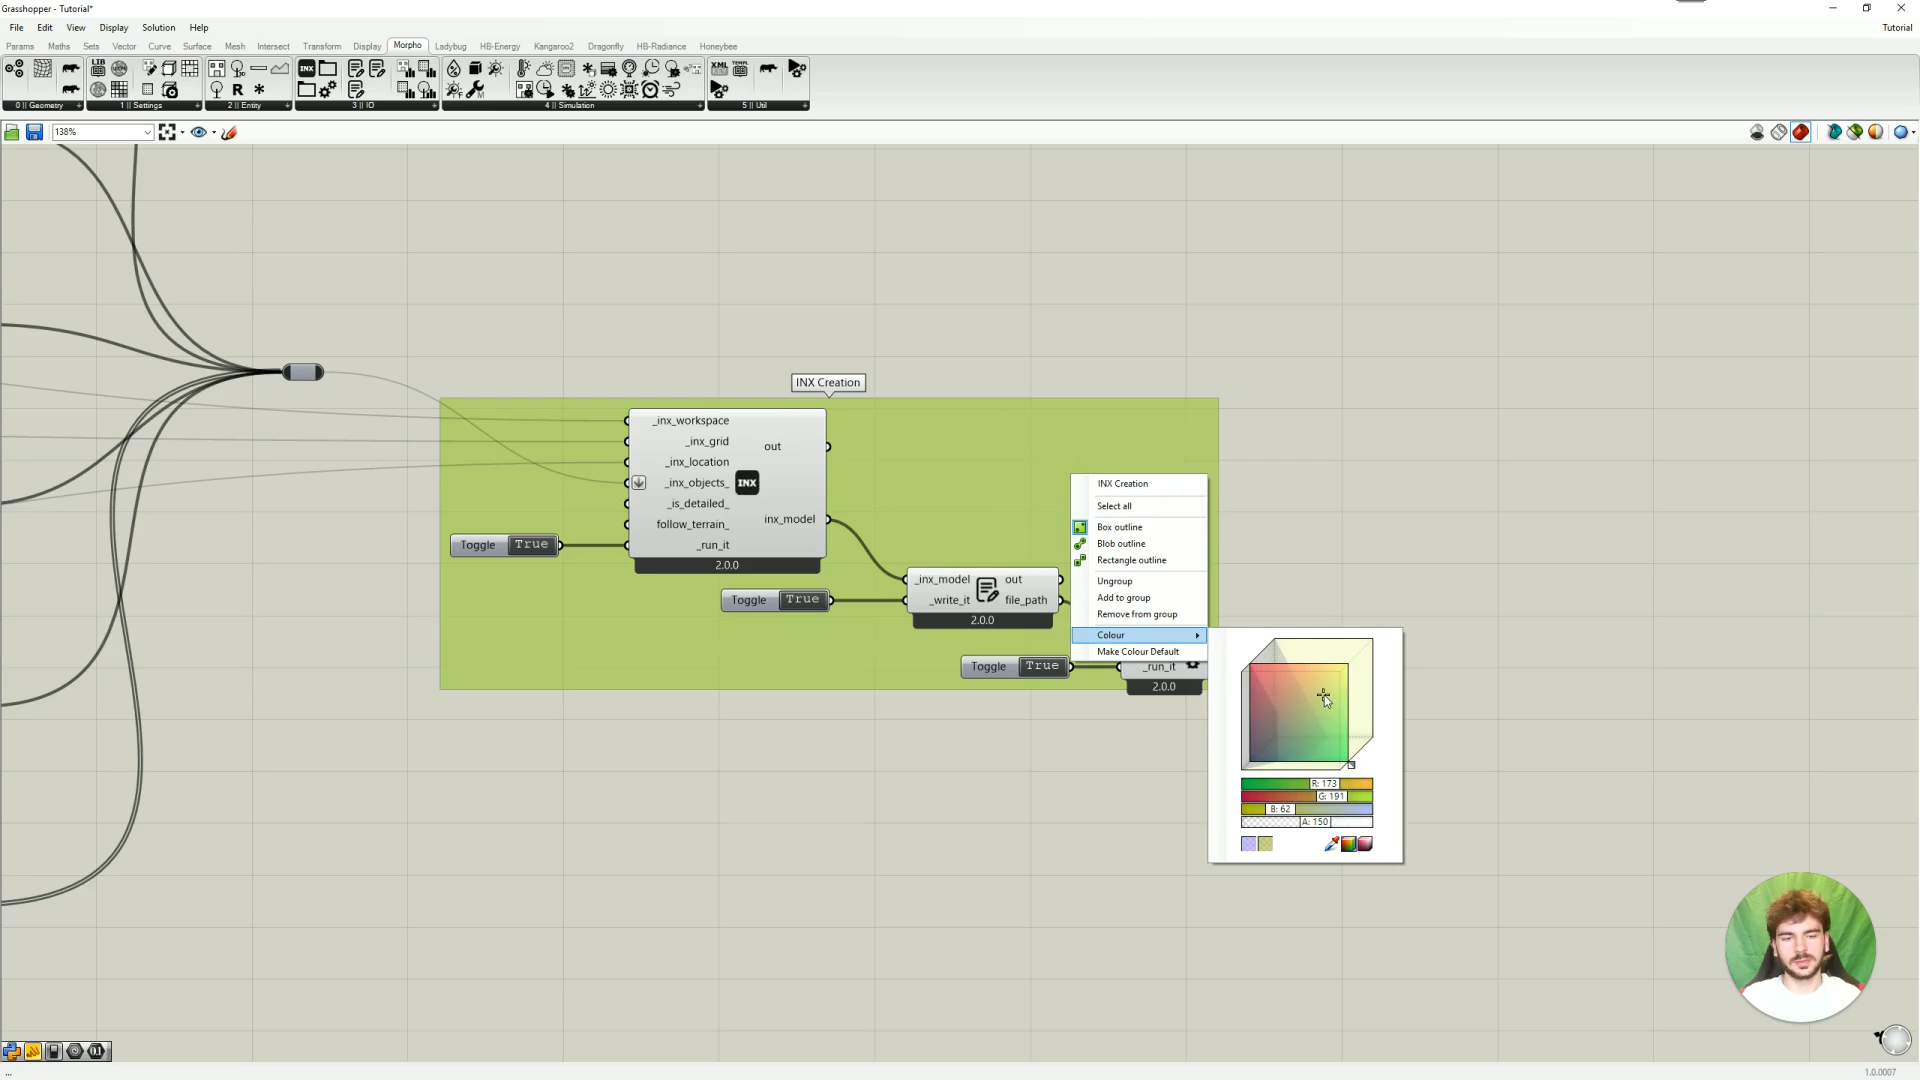 Grasshopper - Tutorial*
File Edit View Display Solution Help
Tutorial
Params Maths Sets Vector Curve Surface Mesh Intersect Transform Display Morpho Ladybug HB-Energy Kangaroo2 Dragonfly HB-Radiance Honeybee
LIB
INX
XML TEMPL
R
0 || Geometry + 1 || Settings + 2 || Entity + 3 || IO + 4 || Simulation + 5 || Util +
138%
INX Creation
_inx_workspace
_inx_grid
out
_inx_location
_inx_objects_
INX
_is_detailed_
follow_terrain_
inx_model
_run_it
2.0.0
Toggle True
Toggle True
_inx_model
out
_write_it
file_path
2.0.0
Toggle True
_run_it
2.0.0
INX Creation
Select all
Box outline
Blob outline
Rectangle outline
Ungroup
Add to group
Remove from group
Colour
Make Colour Default
R: 173
G: 191
B: 62
A: 150
...
1.0.0007